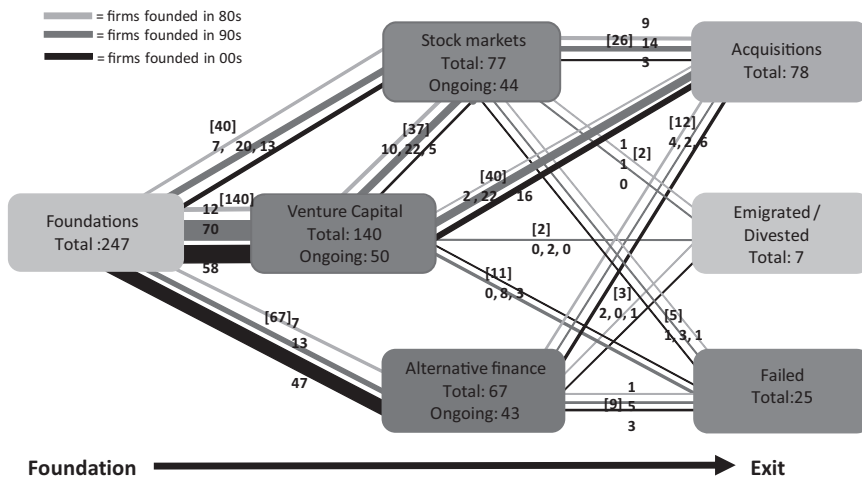 = firms founded in 80s
= firms founded in 90s
= firms founded in 00s
Stock markets
Total: 77
Ongoing: 44
9
[26] 14
3
Acquisitions
Total: 78
[40]
7, 20, 13
[37]
10, 22, 5
[12]
4, 2, 6
1
1 [2]
0
[40]
2, 22 16
Foundations
Total :247
12 [140]
70
58
Venture Capital
Total: 140
Ongoing: 50
[2]
0, 2, 0
Emigrated /
Divested
Total: 7
[11]
0, 8, 3
[3]
2, 0, 1
[5]
1, 3, 1
[67] 7
13
47
Alternative finance
Total: 67
Ongoing: 43
1
[9] 5
3
Failed
Total:25
Foundation
Exit